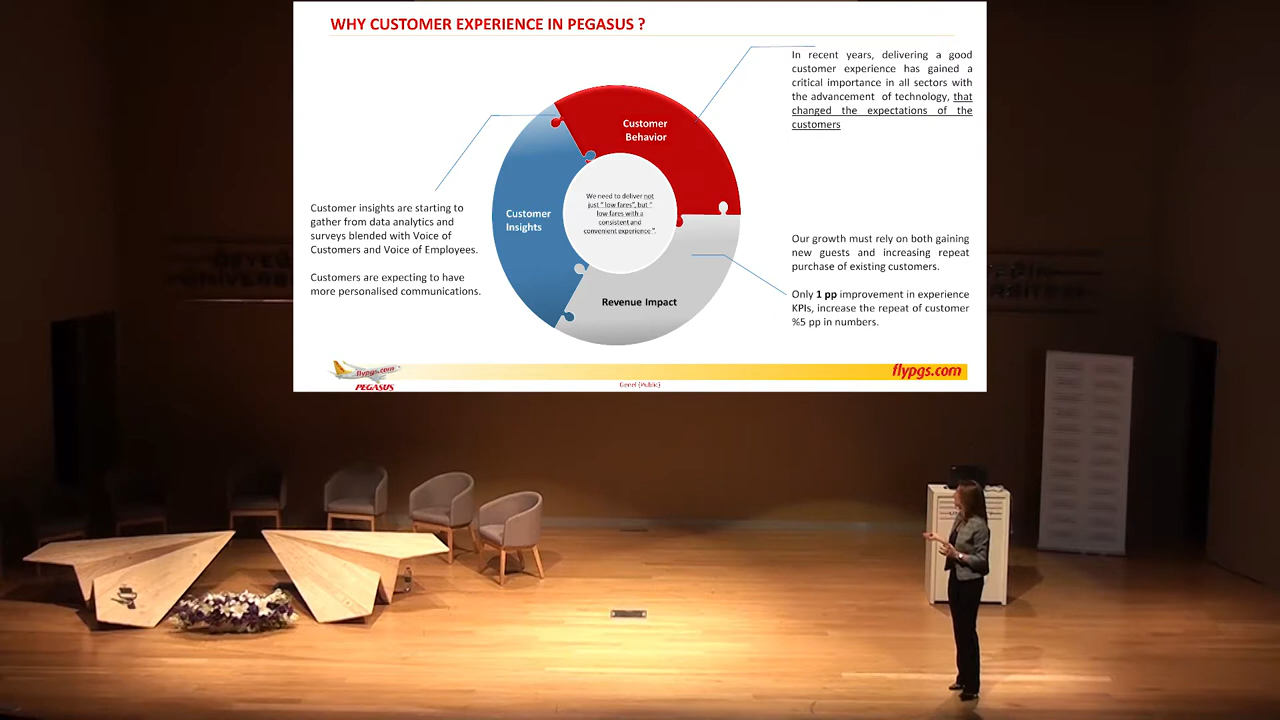 WHY CUSTOMER EXPERIENCE IN PEGASUS ?
In recent years, delivering a good
customer experience has gained a
critical importance in all sectors with
the advancement of technology, that
changed the expectations of the
customers
Customer
Behavior
We need to deliver not
just " low fares", but "
low fares with a
consistent and
convenient experience ".
Customer
Insights
Customer insights are starting to
gather from data analytics and
surveys blended with Voice of
Customers and Voice of Employees.
Customers are expecting to have
more personalised communications.
Our growth must rely on both gaining
new guests and increasing repeat
purchase of existing customers.
Only 1 pp improvement in experience
KPIs, increase the repeat of customer
%5 pp in numbers.
Revenue Impact
flypgs.com
PEGASUS
flypgs.com
Genel (Public)